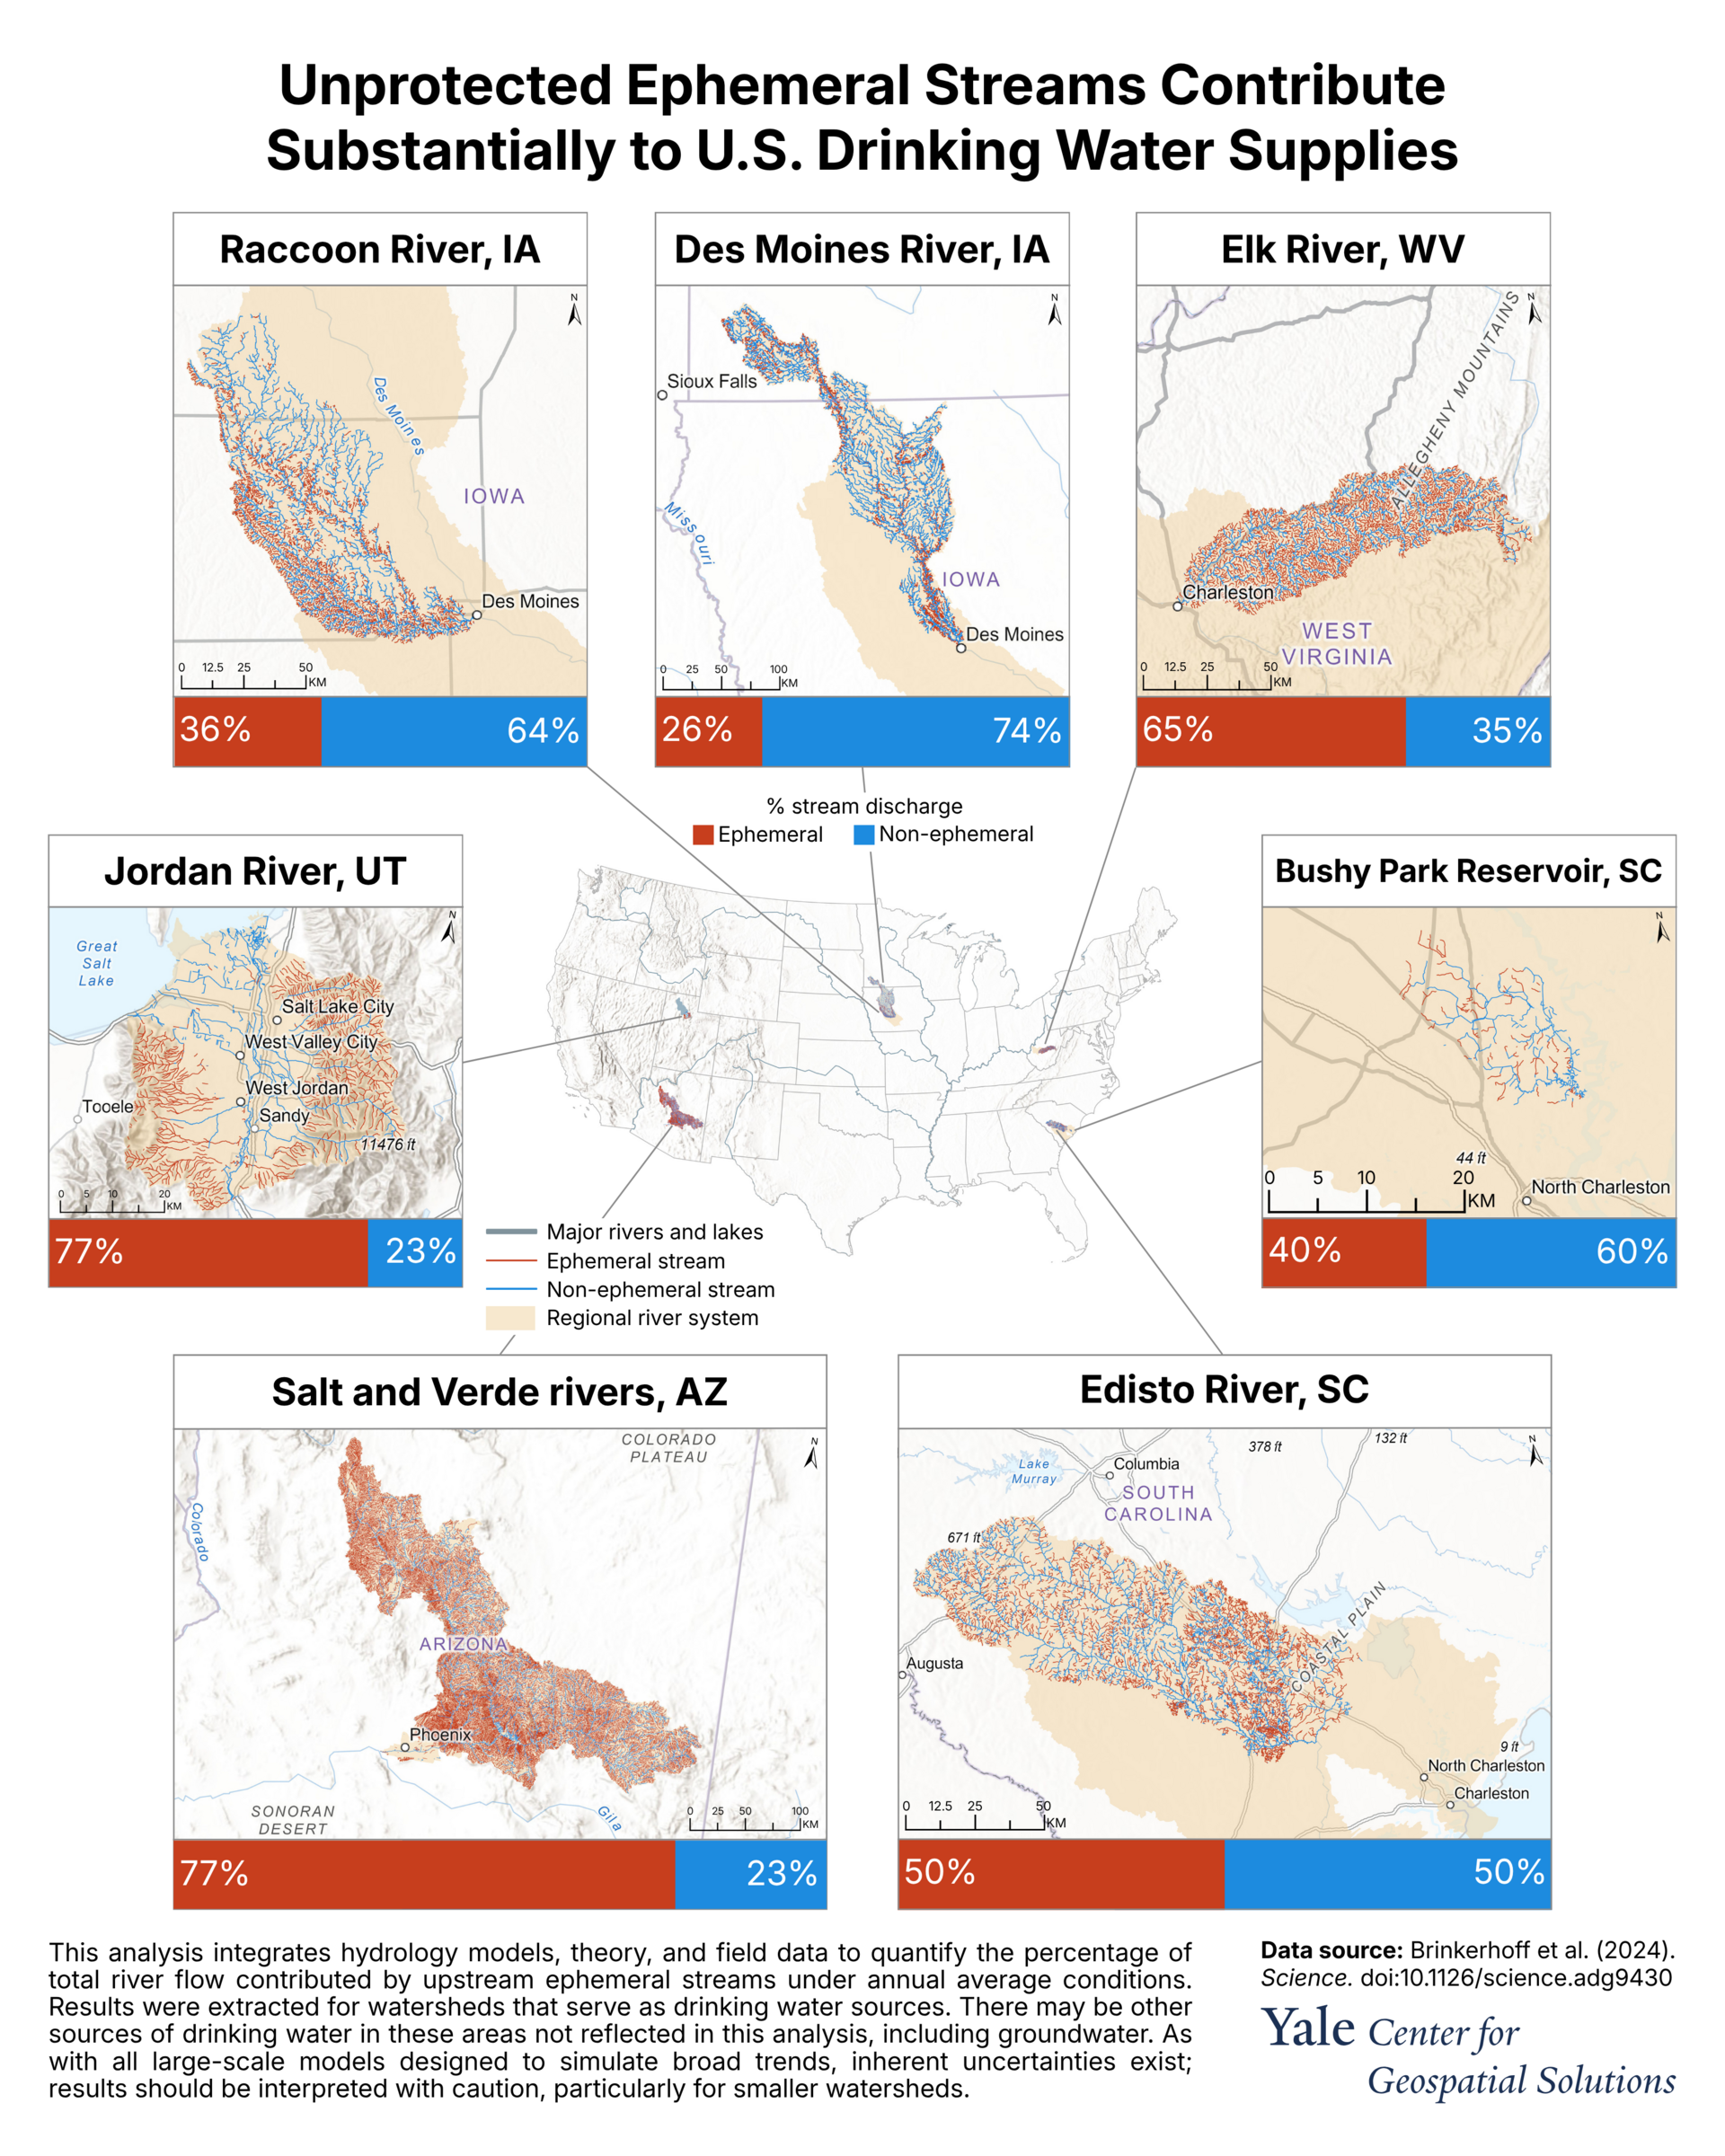 Unprotected Ephemeral Streams Contribute
Substantially to U.S. Drinking Water Supplies
Raccoon River, IA
N
Des Moines
IOWA
Des Moines
0 12.5 25 50
KM
36% 64%
Des Moines River, IA
N
Sioux Falls
Missouri
IOWA
Des Moines
0 25 50 100
KM
26% 74%
Elk River, WV
N
ALLEGHENY MOUNTAINS
Charleston
WEST
VIRGINIA
0 12.5 25 50
KM
65% 35%
% stream discharge
Ephemeral Non-ephemeral
Jordan River, UT
N
Great
Salt
Lake
Salt Lake City
West Valley City
West Jordan
Tooele
Sandy
11476 ft
0 5 10 20
KM
77% 23%
Bushy Park Reservoir, SC
N
44 ft
North Charleston
0 5 10 20
KM
40% 60%
Major rivers and lakes
Ephemeral stream
Non-ephemeral stream
Regional river system
Salt and Verde rivers, AZ
N
COLORADO
PLATEAU
Colorado
ARIZONA
Phoenix
SONORAN
DESERT
Gila
0 25 50 100
KM
77% 23%
Edisto River, SC
N
378 ft
132 ft
Lake
Murray
Columbia
SOUTH
CAROLINA
671 ft
COASTAL PLAIN
Augusta
9 ft
North Charleston
Charleston
0 12.5 25 50
KM
50% 50%
This analysis integrates hydrology models, theory, and field data to quantify the percentage of
total river flow contributed by upstream ephemeral streams under annual average conditions.
Results were extracted for watersheds that serve as drinking water sources. There may be other
sources of drinking water in these areas not reflected in this analysis, including groundwater. As
with all large-scale models designed to simulate broad trends, inherent uncertainties exist;
results should be interpreted with caution, particularly for smaller watersheds.
Data source: Brinkerhoff et al. (2024).
Science. doi:10.1126/science.adg9430
Yale Center for
Geospatial Solutions